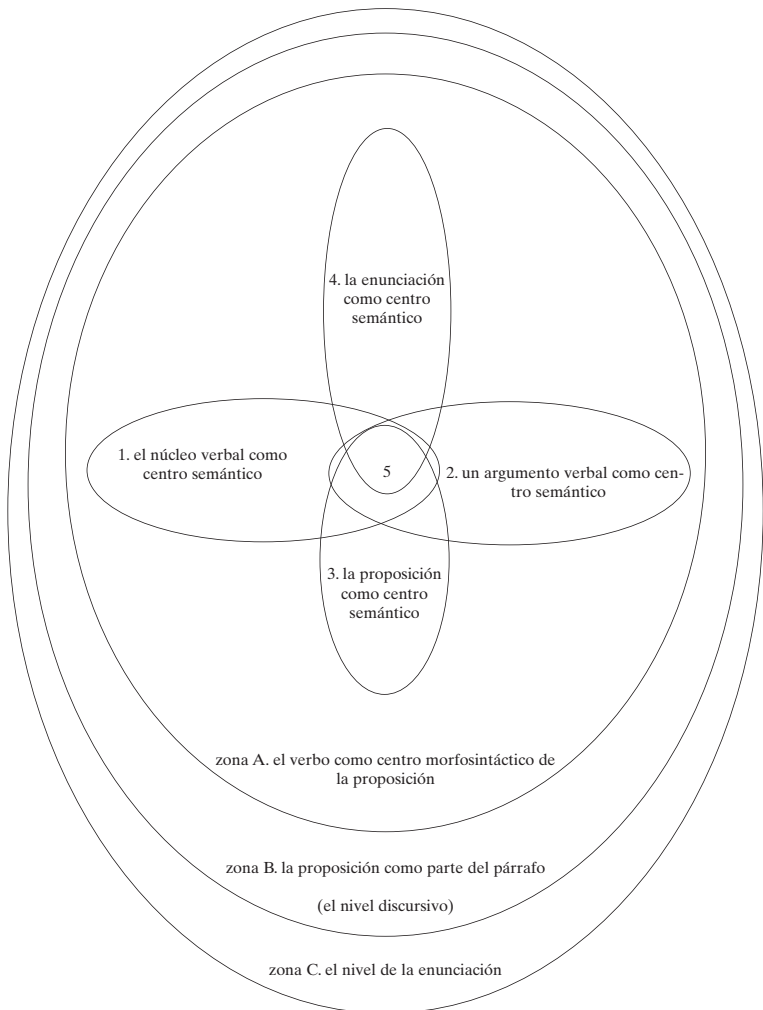 4. la enunciación
como centro
semántico
1. el núcleo verbal como
centro semántico
5
2. un argumento verbal como cen-
tro semántico
3. la proposición
como centro
semántico
zona A. el verbo como centro morfosintáctico de
la proposición
zona B. la proposición como parte del párrafo
(el nivel discursivo)
zona C. el nivel de la enunciación